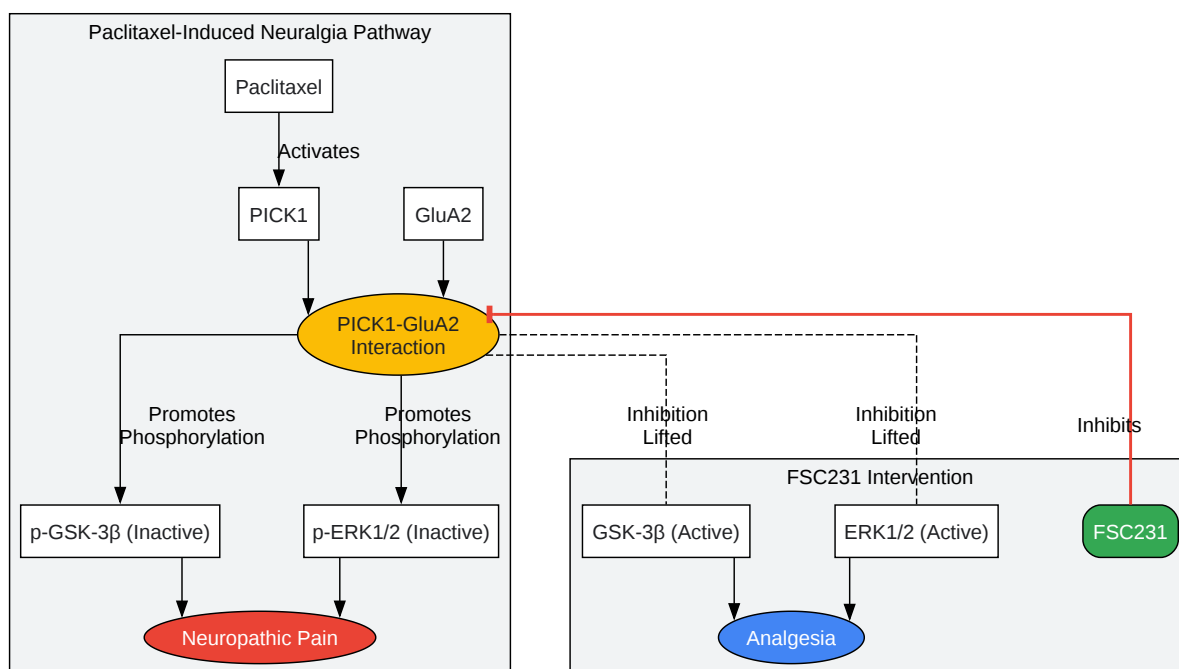 Paclitaxel-Induced Neuralgia Pathway
Paclitaxel
Activates
PICK1
GluA2
PICK1-GluA2
Interaction
Promotes
Phosphorylation
Promotes
Phosphorylation
Inhibition
Lifted
Inhibition
Lifted
Inhibits
FSC231 Intervention
p-GSK-3β (Inactive)
p-ERK1/2 (Inactive)
GSK-3β (Active)
ERK1/2 (Active)
FSC231
Neuropathic Pain
Analgesia